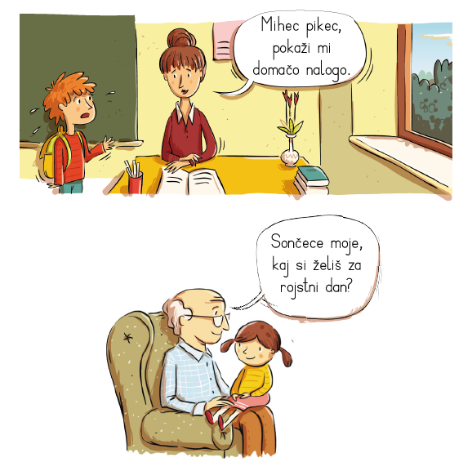 Mihec pikec,
pokaži mi
domačo nalogo.
Sončece moje,
kaj si želiš za
rojstni dan?